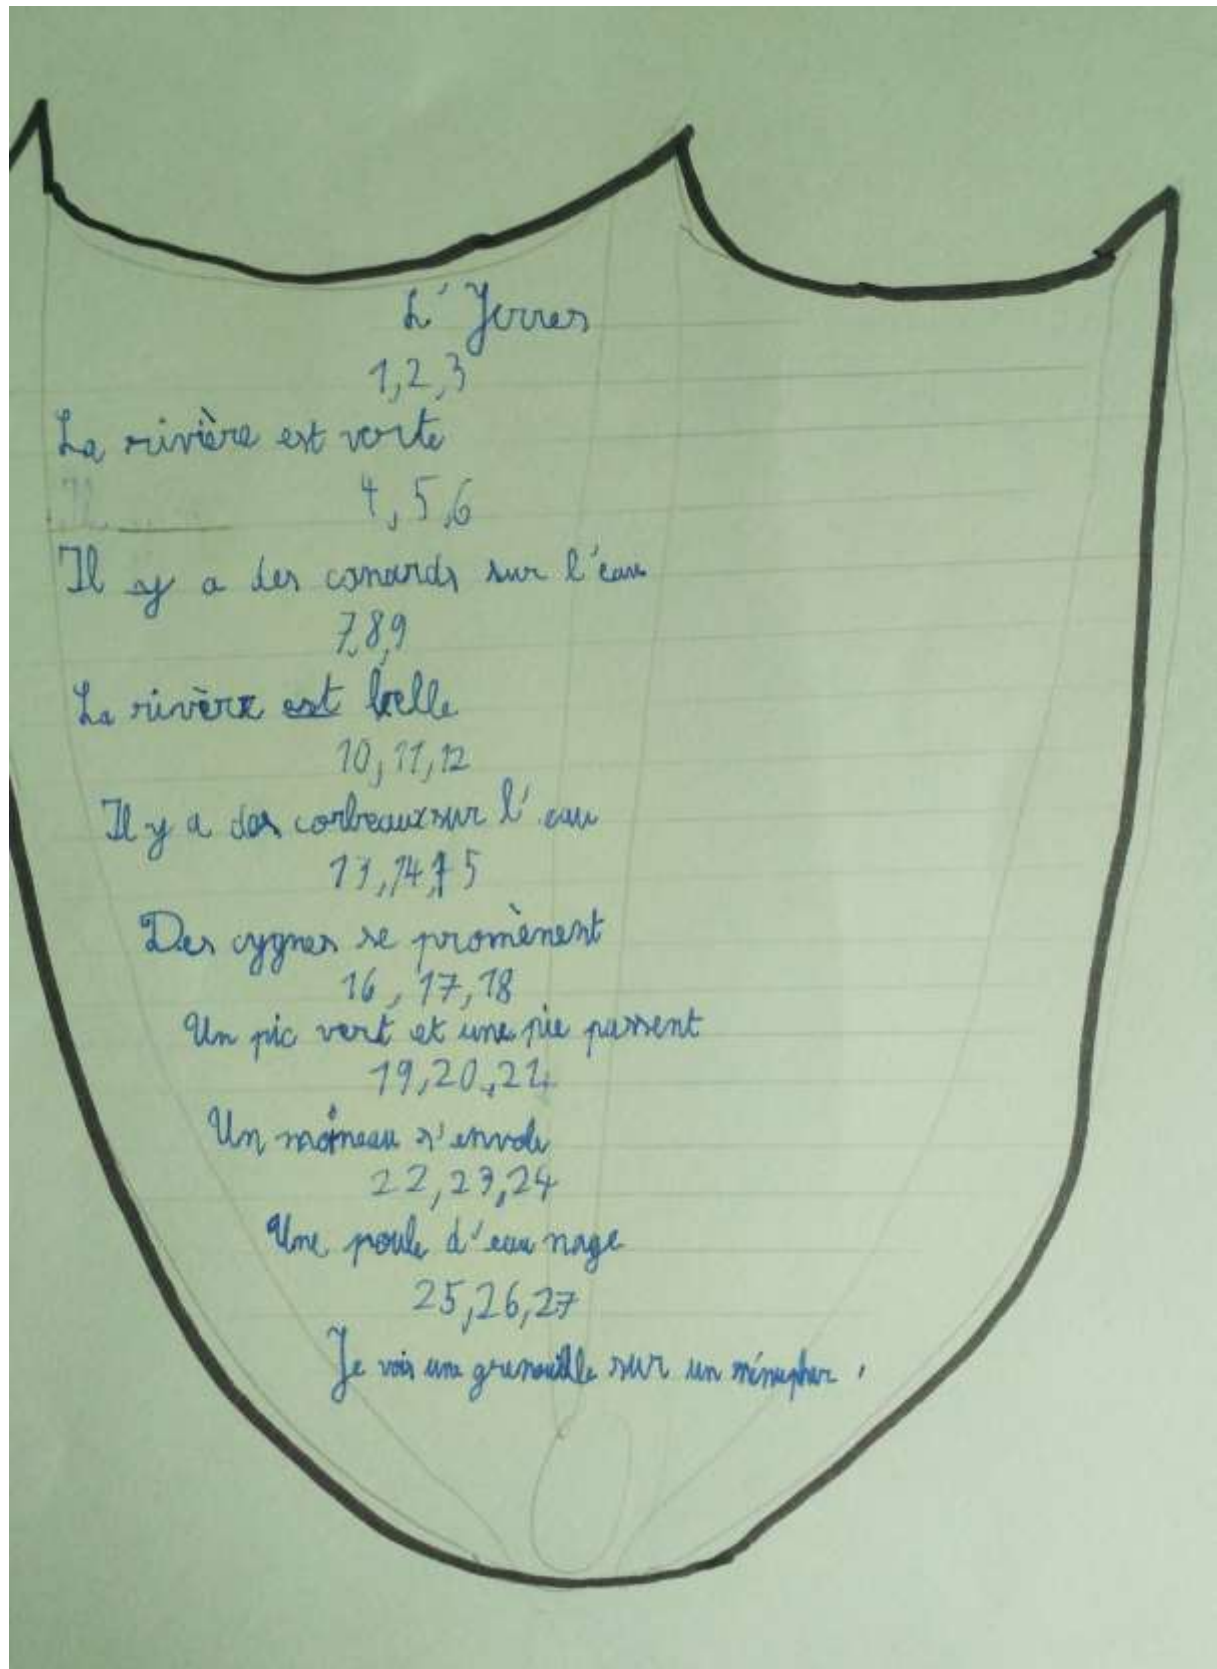 L'Yerres
1,2,3
La rivière est verte
4,5,6
Il y a des canards sur l'eau
7,8,9
La rivère est belle
10,11,12
Il y a des corbeaux sur l'eau
13,14,15
Des cygnes se promènent
16,17,18
Un pic vert et une pie passent
19,20,21
Un moineau s'envole
22,23,24
Une poule d'eau nage
25,26,27
Je vois une grenouille sur un nénuphar.